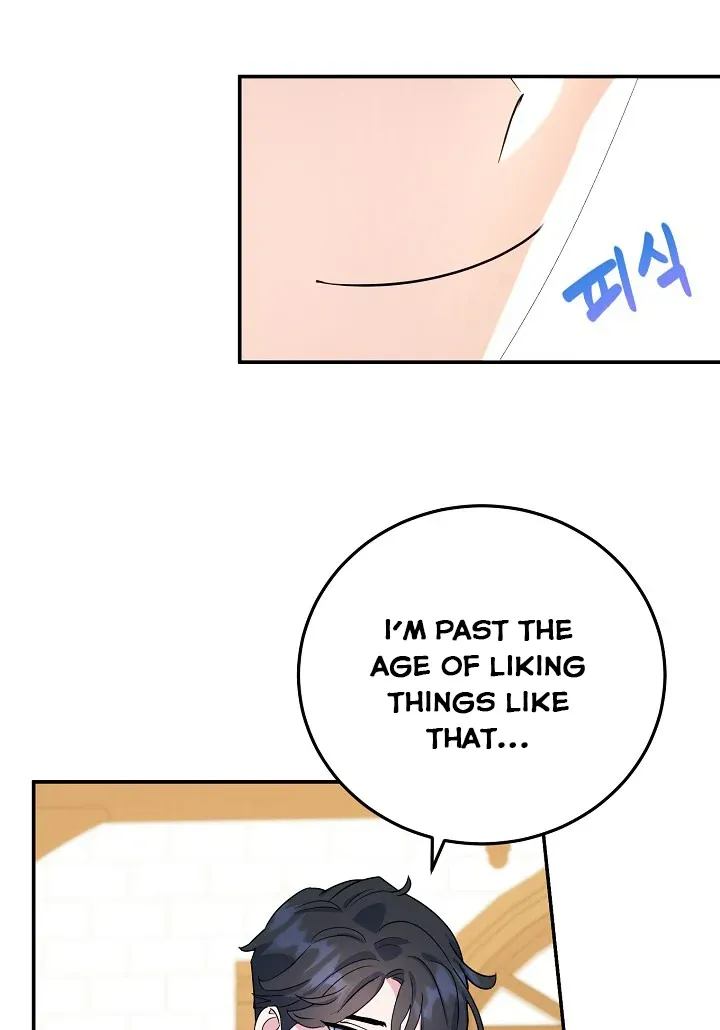 피식
I'M PAST THE
AGE OF LIKING
THINGS LIKE
THAT...